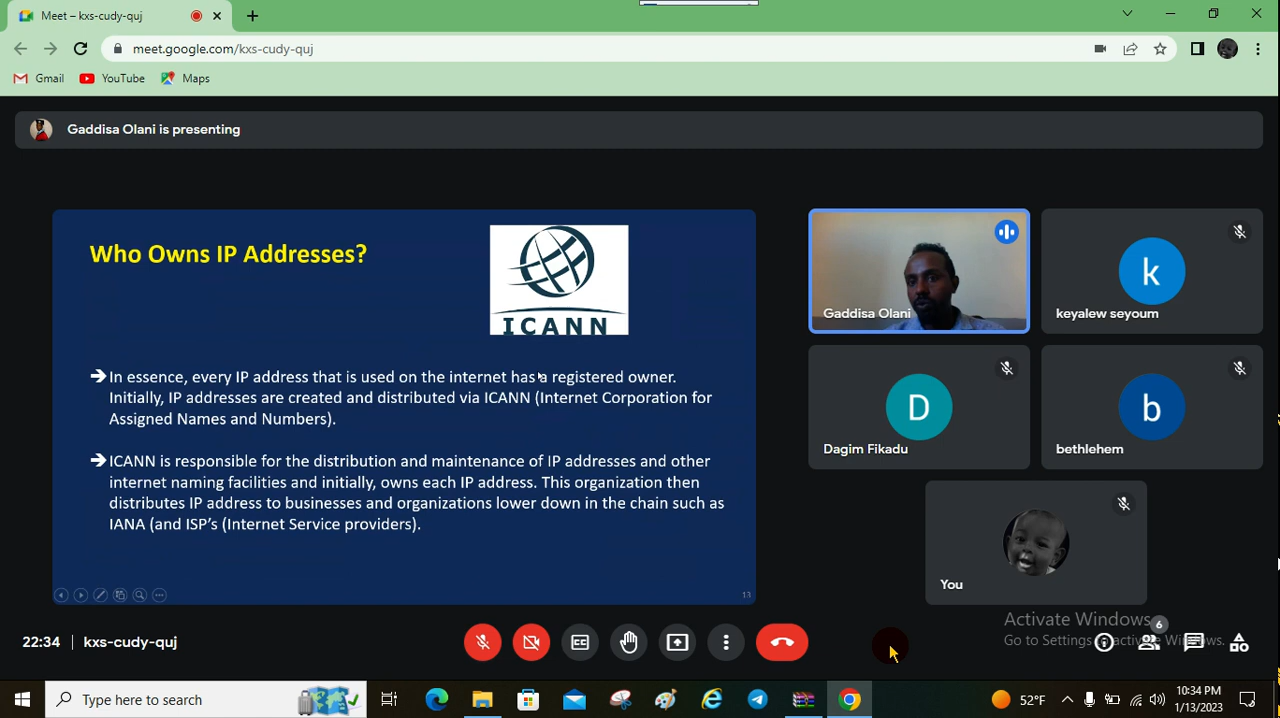 Meet – kxs-cudy-quj
meet.google.com/kxs-cudy-quj
Gmail
YouTube
Maps
Gaddisa Olani is presenting
Who Owns IP Addresses?
ICANN
In essence, every IP address that is used on the internet has a registered owner.
Initially, IP addresses are created and distributed via ICANN (Internet Corporation for
Assigned Names and Numbers).
ICANN is responsible for the distribution and maintenance of IP addresses and other
internet naming facilities and initially, owns each IP address. This organization then
distributes IP address to businesses and organizations lower down in the chain such as
IANA (and ISP's (Internet Service providers).
13
Gaddisa Olani
k
keyalew seyoum
D
Dagim Fikadu
b
bethlehem
You
Activate Windows
Go to Settings to activate Windows.
22:34
kxs-cudy-quj
CC
6
Type here to search
52°F
10:34 PM
1/13/2023